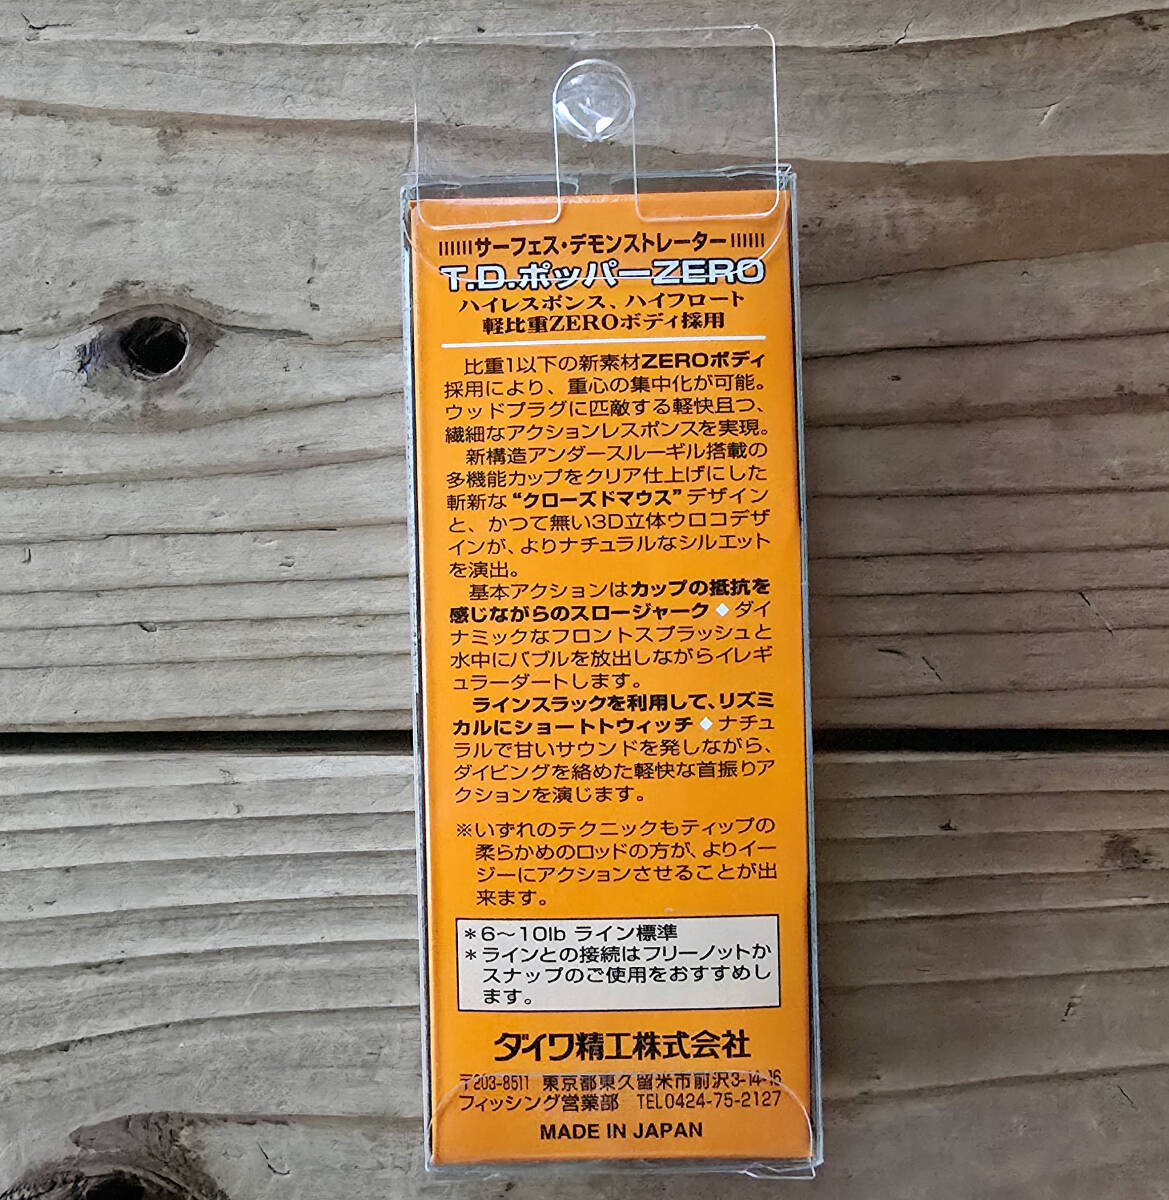 サーフェス・デモンストレーター
T.D.ポッパーZERO
ハイレスポンス、ハイフロート
軽比重ZEROボディ採用
比重1以下の新素材ZEROボディ
採用により、重心の集中化が可能。
ウッドプラグに匹敵する軽快且つ、
繊細なアクションレスポンスを実現。
新構造アンダースルーギル搭載の
多機能カップをクリア仕上げにした
斬新な“クローズドマウス”デザイン
と、かつて無い3D立体ウロコデザ
インが、よりナチュラルなシルエット
を演出。
基本アクションはカップの抵抗を
感じながらのスロージャーク◆ダイ
ナミックなフロントスプラッシュと
水中にバブルを放出しながらイレギ
ュラーダートします。
ラインスラックを利用して、リズミ
カルにショートトウィッチ◆ナチュ
ラルで甘いサウンドを発しながら、
ダイビングを絡めた軽快な首振りア
クションを演じます。
※いずれのテクニックもティップの
柔らかめのロッドの方が、よりイー
ジーにアクションさせることが出
来ます。
＊6〜10lb ライン標準
＊ラインとの接続はフリーノットか
スナップのご使用をおすすめし
ます。
ダイワ精工株式会社
〒203-8511 東京都東久留米市前沢3-14-16
フィッシング営業部 TEL0424-75-2127
MADE IN JAPAN